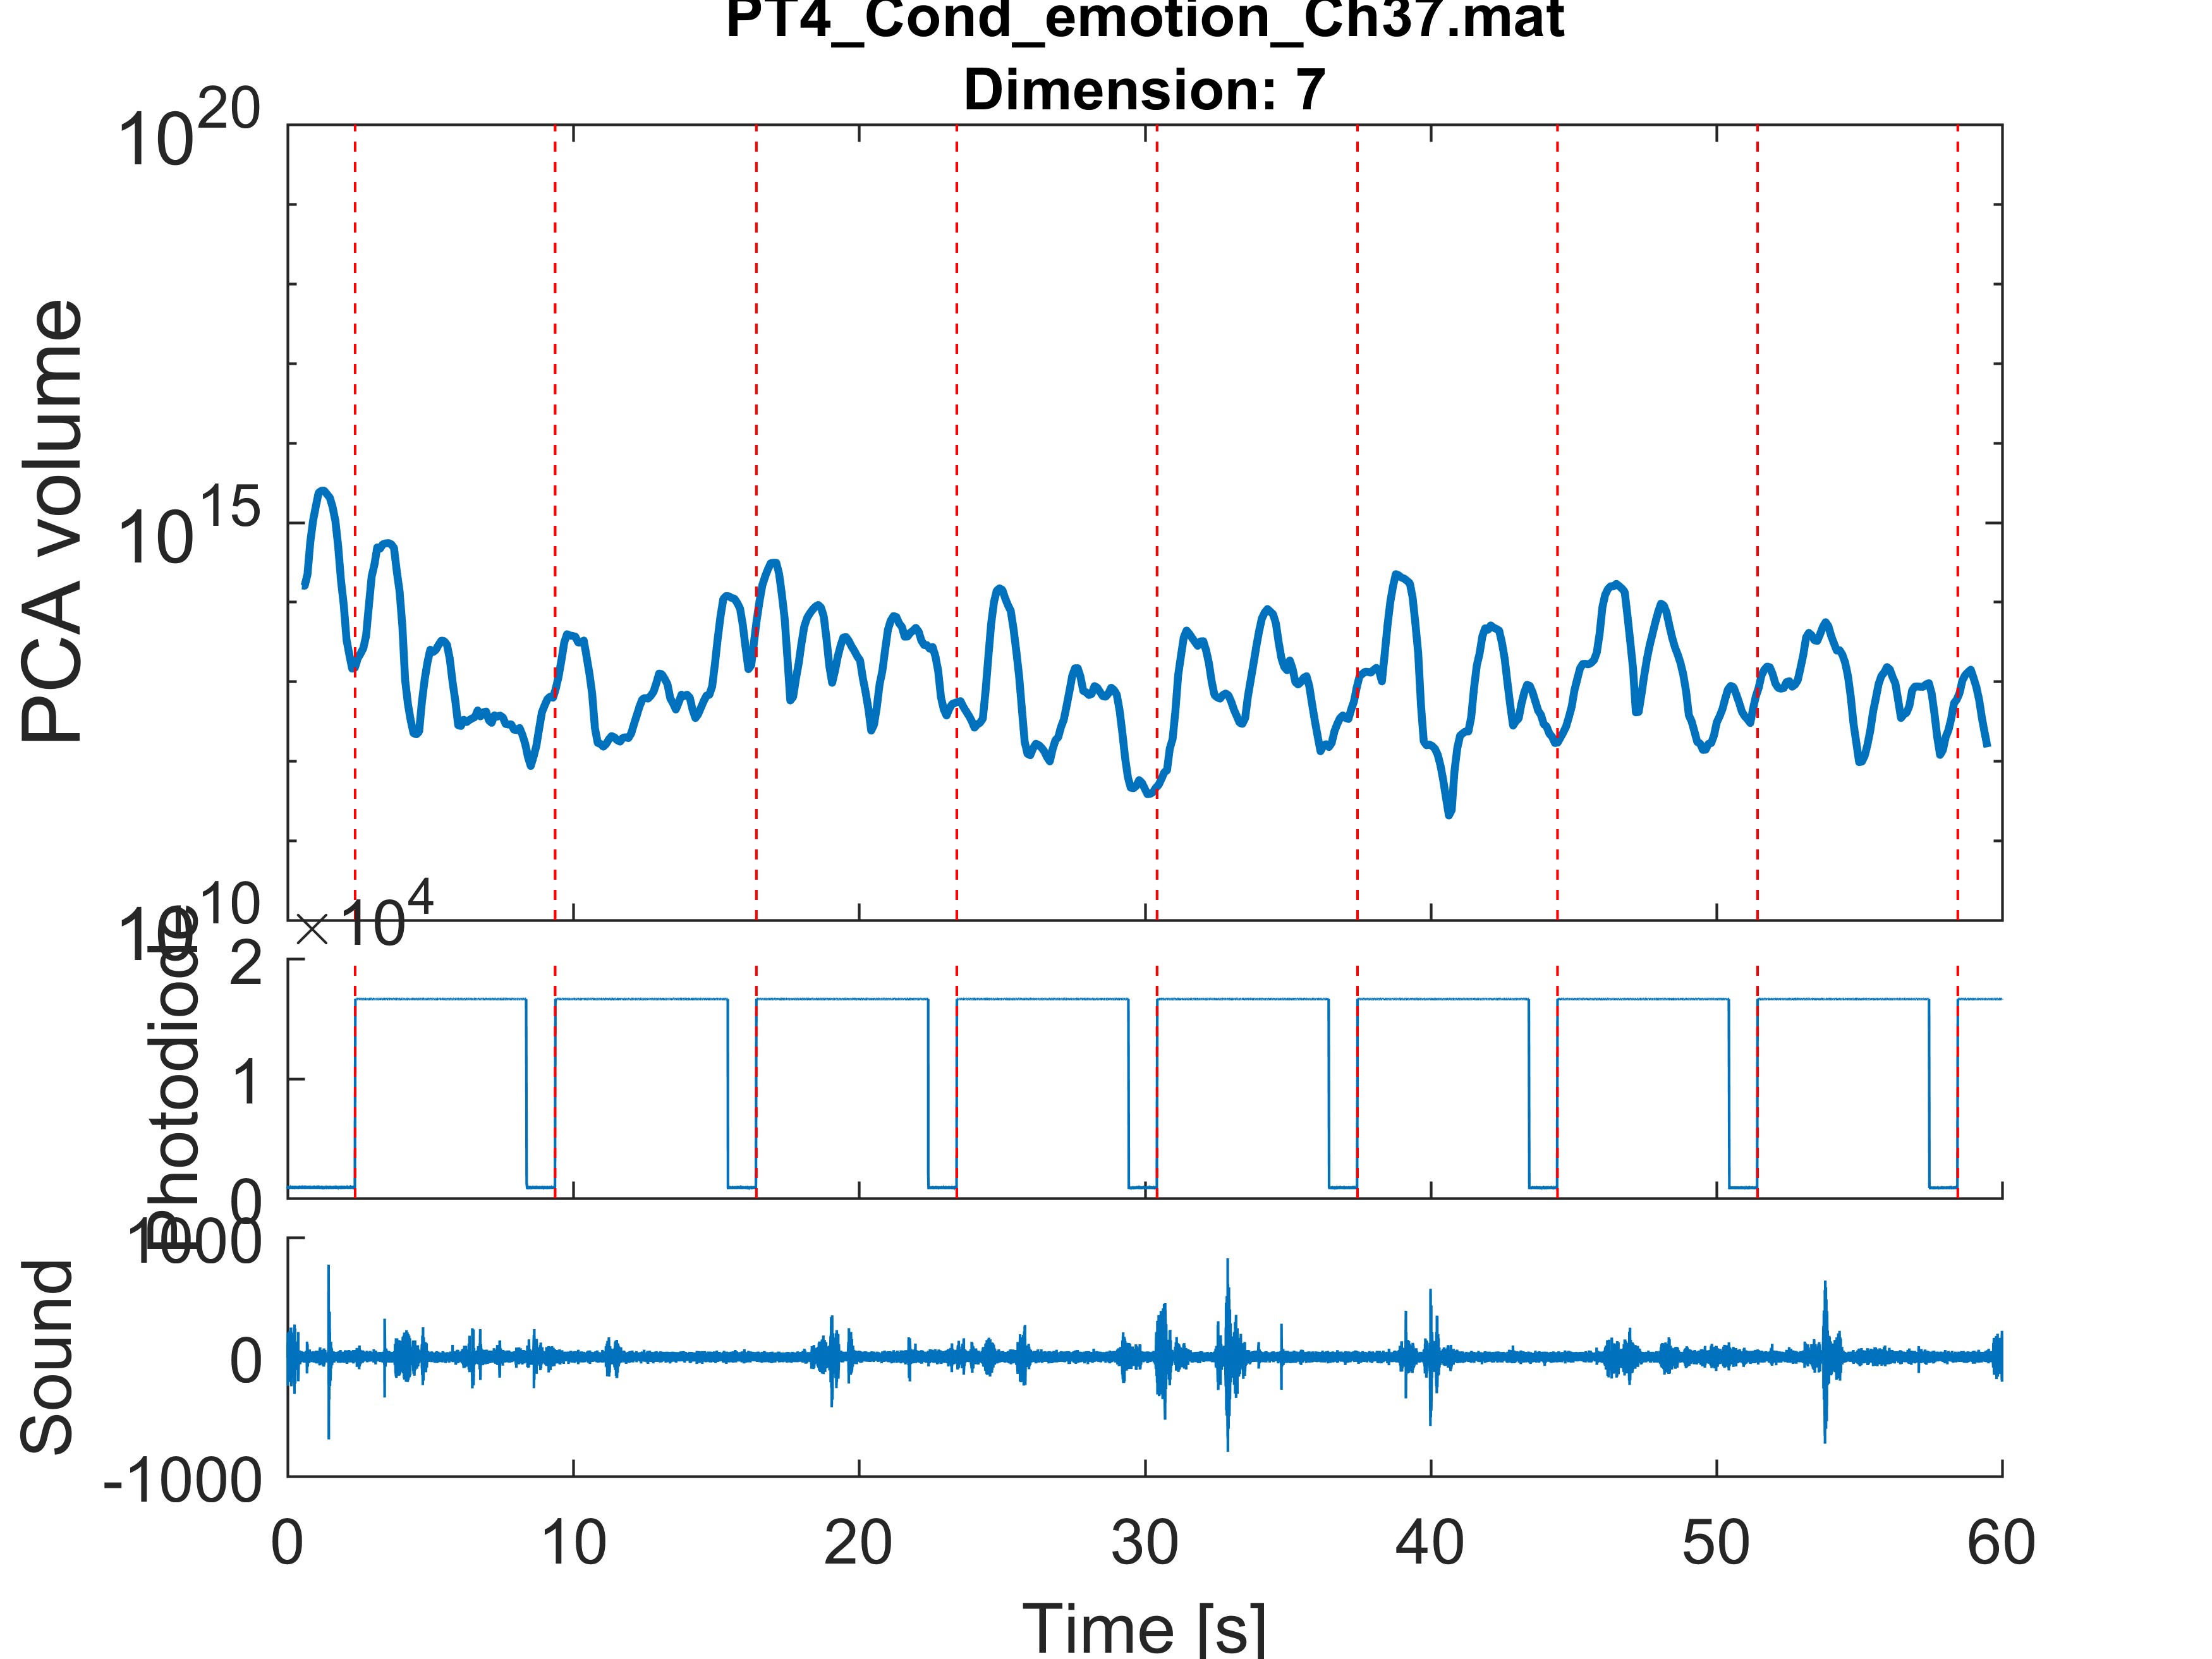 PT4_Cond_emotion_Ch37.mat
Dimension: 7
PCA volume
10^20
10^15
10^10
×10^4
Photodiode
2
1
0
Sound
1000
0
-1000
0 10 20 30 40 50 60
Time [s]